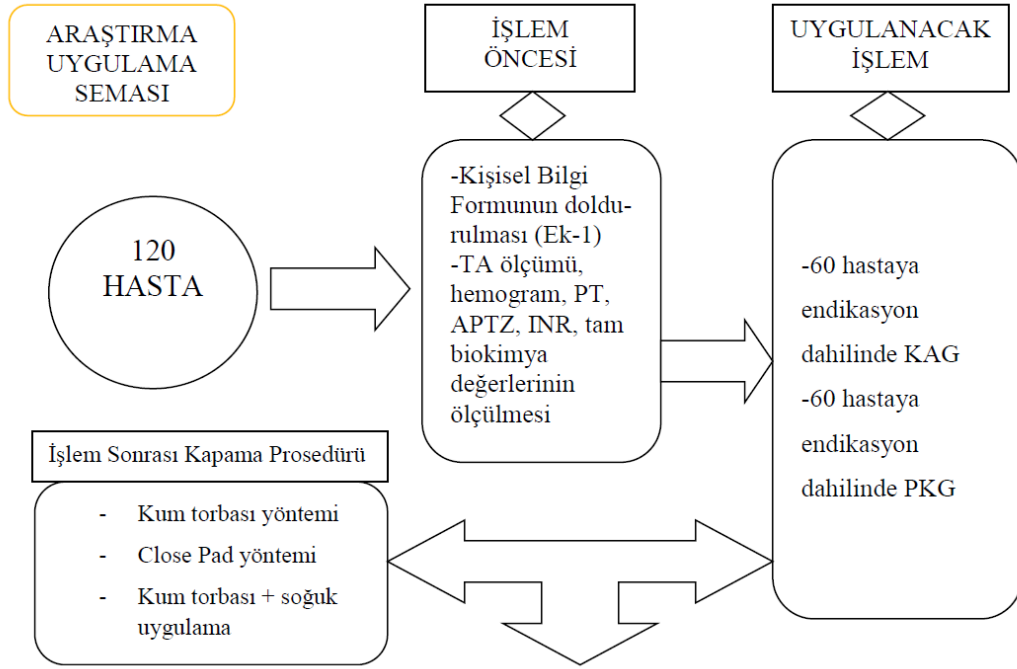 ARAŞTIRMA
UYGULAMA
SEMASI
İŞLEM
ÖNCESİ
UYGULANACAK
İŞLEM
120
HASTA
-Kişisel Bilgi
Formunun doldu-
rulması (Ek-1)
-TA ölçümü,
hemogram, PT,
APTZ, INR, tam
biokimya
değerlerinin
ölçülmesi
-60 hastaya
endikasyon
dahilinde KAG
-60 hastaya
endikasyon
dahilinde PKG
İşlem Sonrası Kapama Prosedürü
- Kum torbası yöntemi
- Close Pad yöntemi
- Kum torbası + soğuk
uygulama